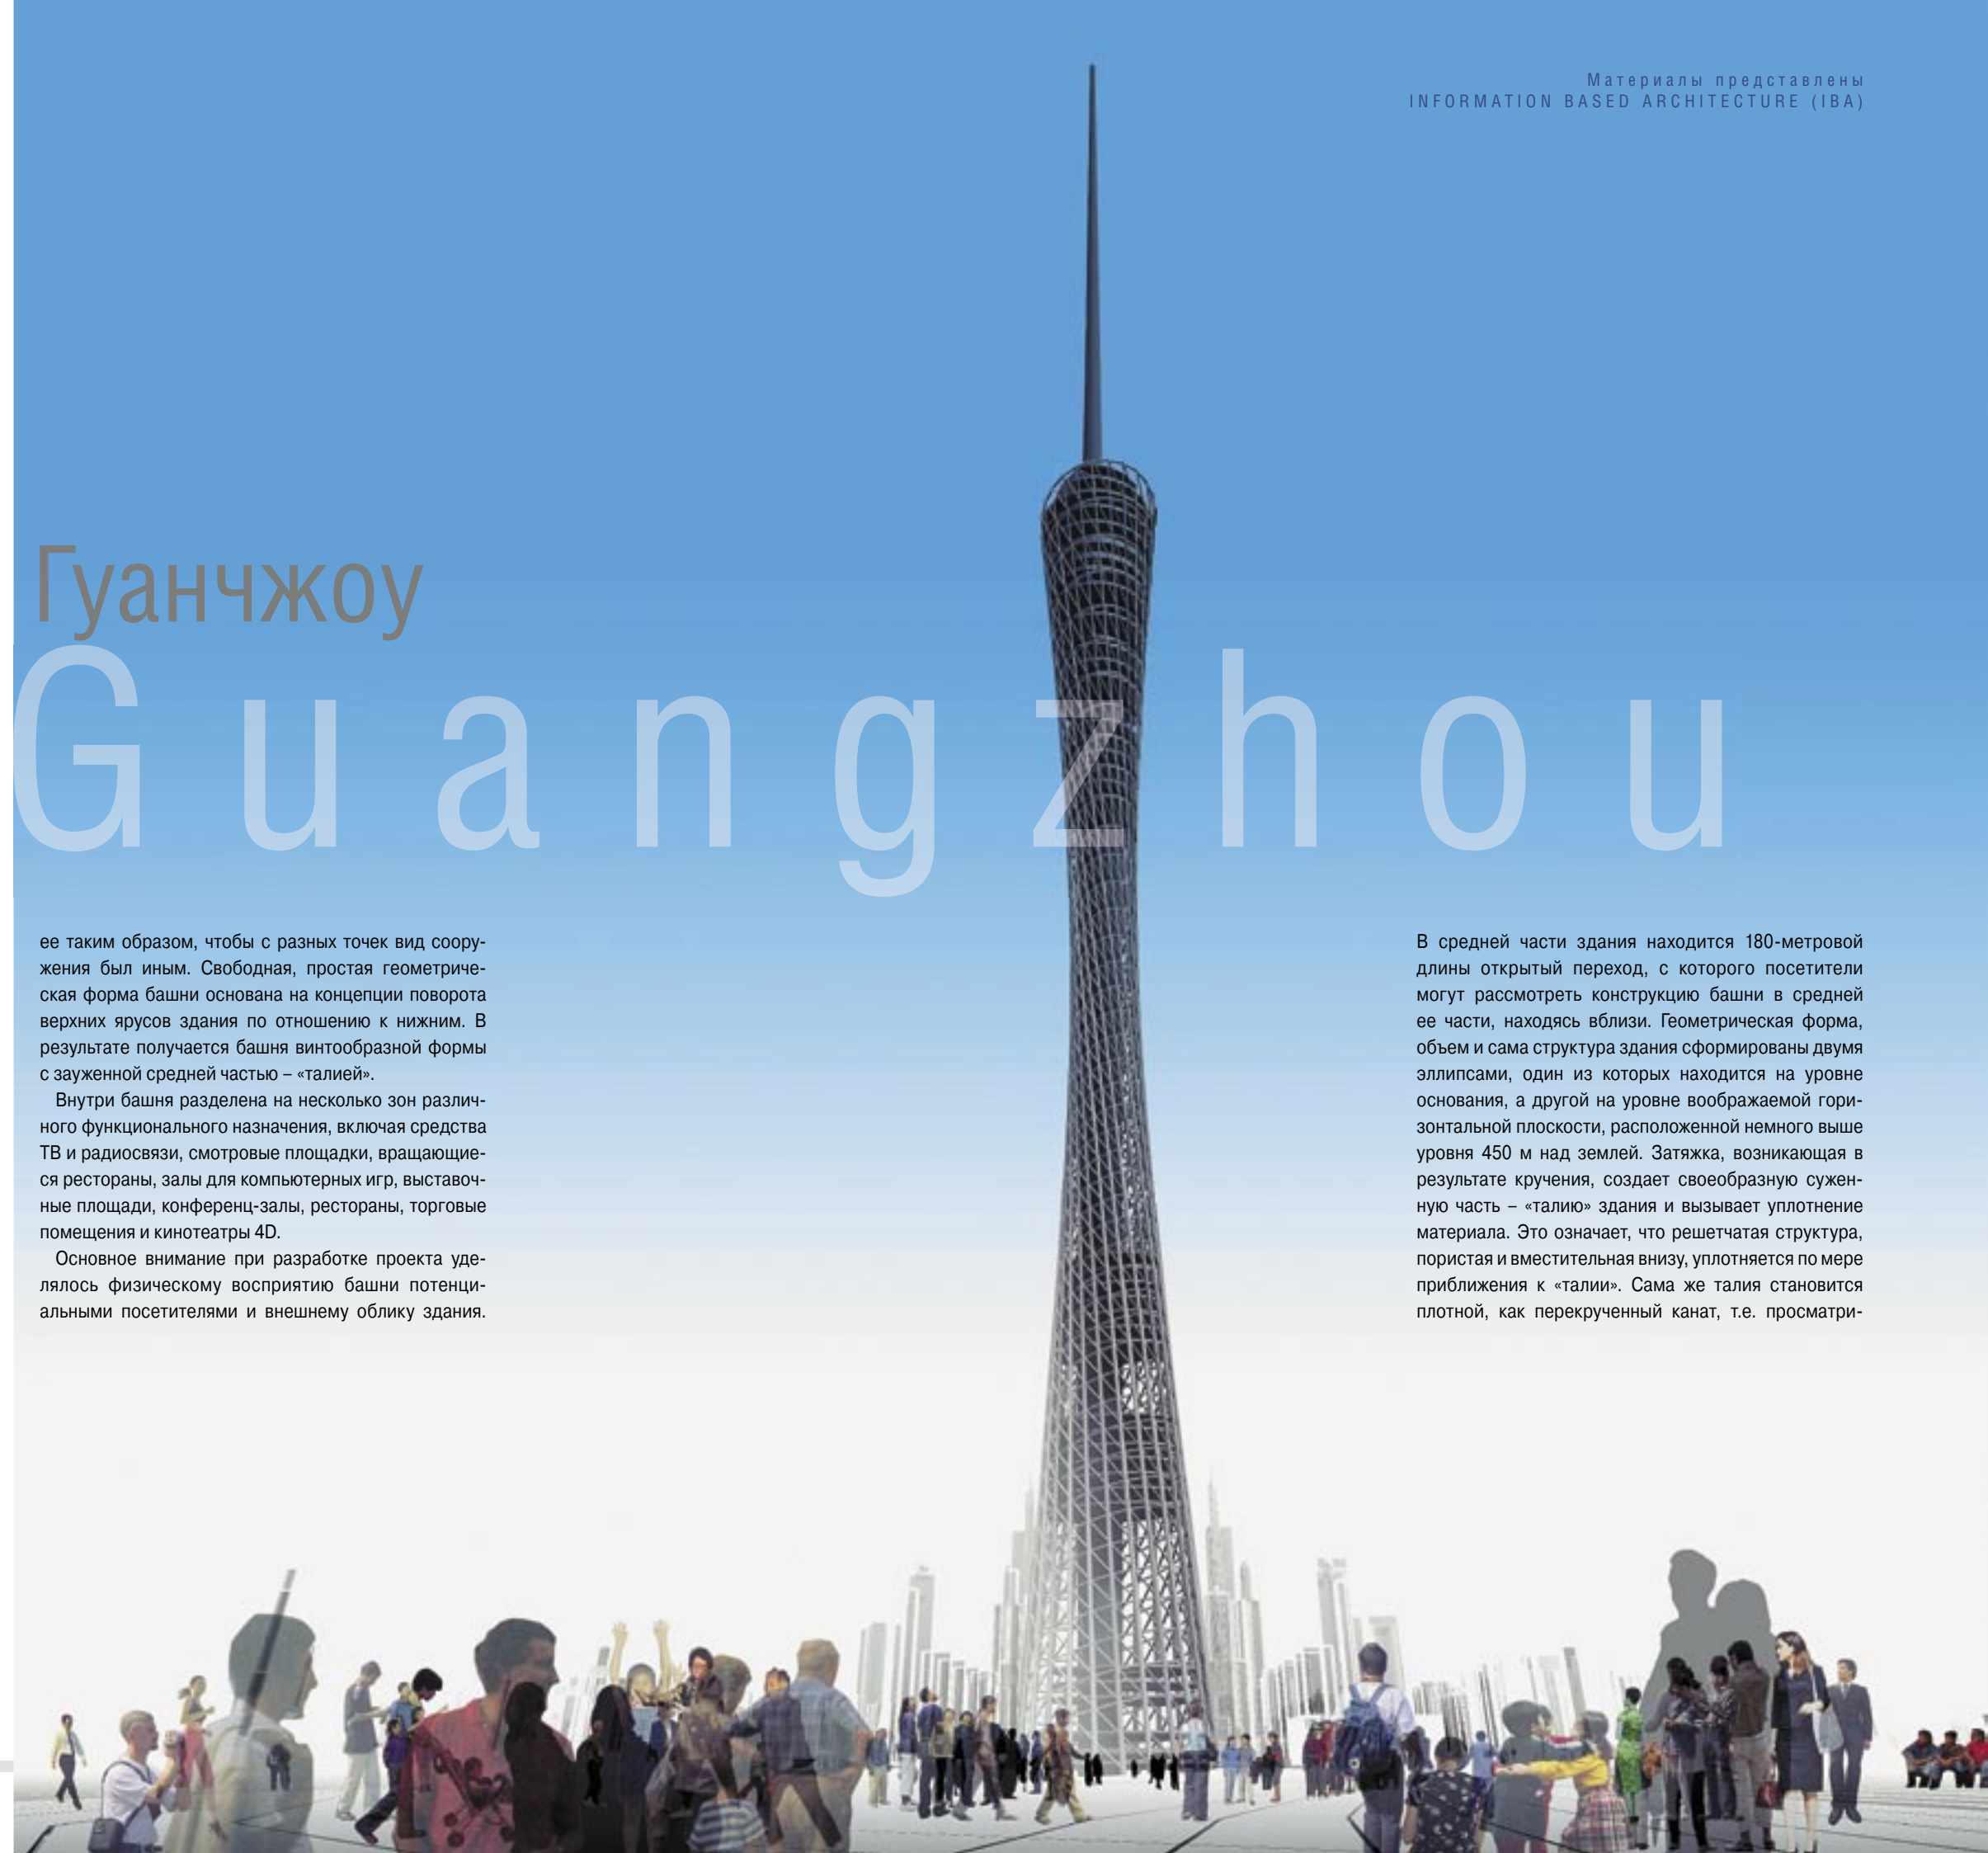 Материалы представлены
INFORMATION BASED ARCHITECTURE (IBA)
Гуанчжоу
Guangzhou
ее таким образом, чтобы с разных точек вид соору-
жения был иным. Свободная, простая геометриче-
ская форма башни основана на концепции поворота
верхних ярусов здания по отношению к нижним. В
результате получается башня винтообразной формы
с зауженной средней частью – «талией».
Внутри башня разделена на несколько зон различ-
ного функционального назначения, включая средства
ТВ и радиосвязи, смотровые площадки, вращающие-
ся рестораны, залы для компьютерных игр, выставоч-
ные площади, конференц-залы, рестораны, торговые
помещения и кинотеатры 4D.
Основное внимание при разработке проекта уде-
лялось физическому восприятию башни потенци-
альными посетителями и внешнему облику здания.
В средней части здания находится 180-метровой
длины открытый переход, с которого посетители
могут рассмотреть конструкцию башни в средней
ее части, находясь вблизи. Геометрическая форма,
объем и сама структура здания сформированы двумя
эллипсами, один из которых находится на уровне
основания, а другой на уровне воображаемой гори-
зонтальной плоскости, расположенной немного выше
уровня 450 м над землей. Затяжка, возникающая в
результате кручения, создает своеобразную сужен-
ную часть – «талию» здания и вызывает уплотнение
материала. Это означает, что решетчатая структура,
пористая и вместительная внизу, уплотняется по мере
приближения к «талии». Сама же талия становится
плотной, как перекрученный канат, т.е. просматри-